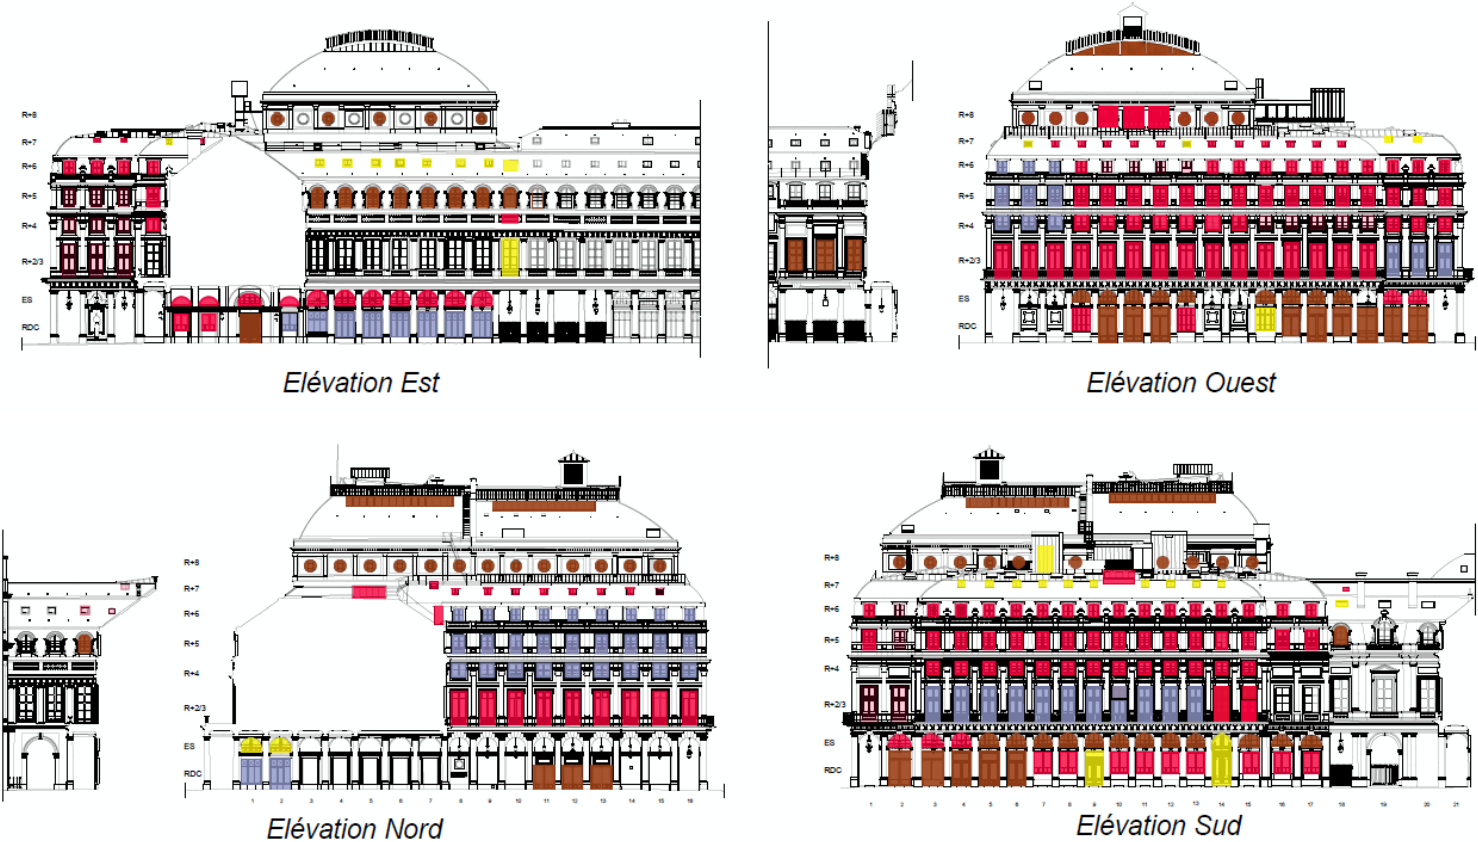 R+8
R+7
R+6
R+5
R+4
R+2/3
ES
RDC
Elévation Est
R+8
R+7
R+6
R+5
R+4
R+2/3
ES
RDC
Elévation Ouest
R+8
R+7
R+6
R+5
R+4
R+2/3
ES
RDC
1 2 3 4 5 6 7 8 9 10 11 12 13 14 15 16
Elévation Nord
R+8
R+7
R+6
R+5
R+4
R+2/3
ES
RDC
1 2 3 4 5 6 7 8 9 10 11 12 13 14 15 16 17 18 19 20 21
Elévation Sud